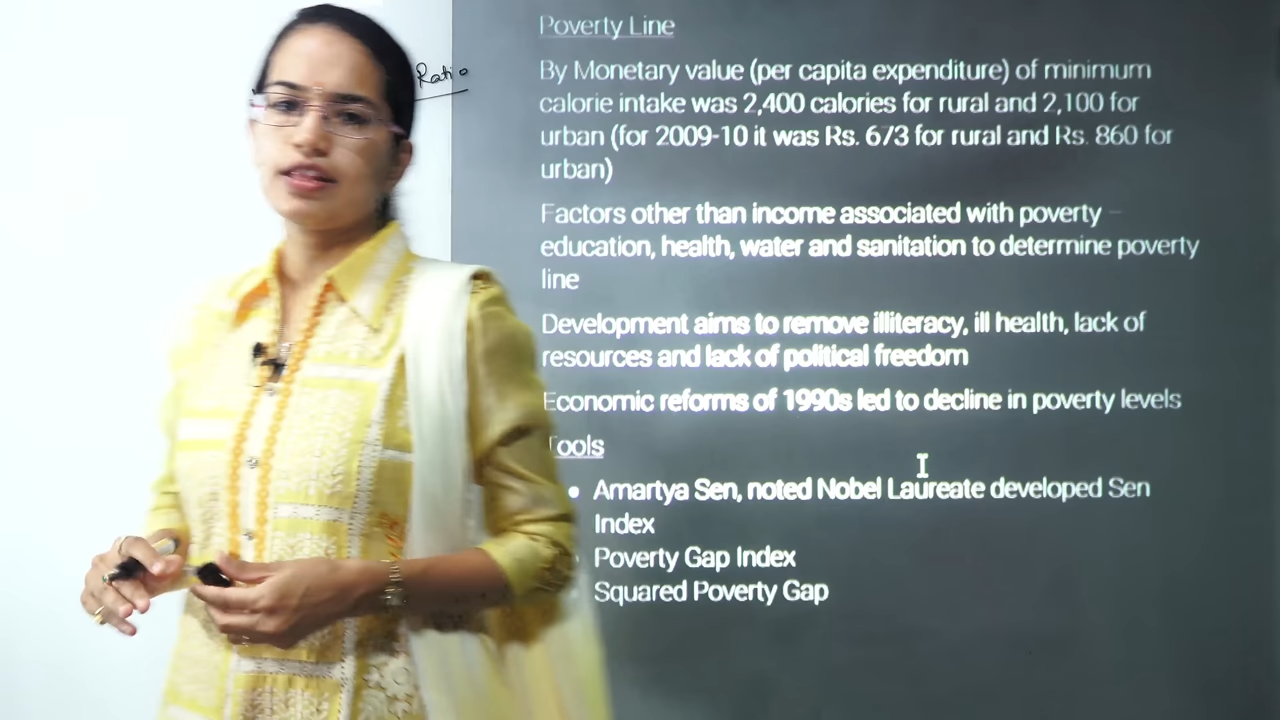 Ratio
Poverty Line
By Monetary value (per capita expenditure) of minimum
calorie intake was 2,400 calories for rural and 2,100 for
urban (for 2009-10 it was Rs. 673 for rural and Rs. 860 for
urban)
Factors other than income associated with poverty –
education, health, water and sanitation to determine poverty
line
Development aims to remove illiteracy, ill health, lack of
resources and lack of political freedom
Economic reforms of 1990s led to decline in poverty levels
Tools
• Amartya Sen, noted Nobel Laureate developed Sen
Index
• Poverty Gap Index
• Squared Poverty Gap